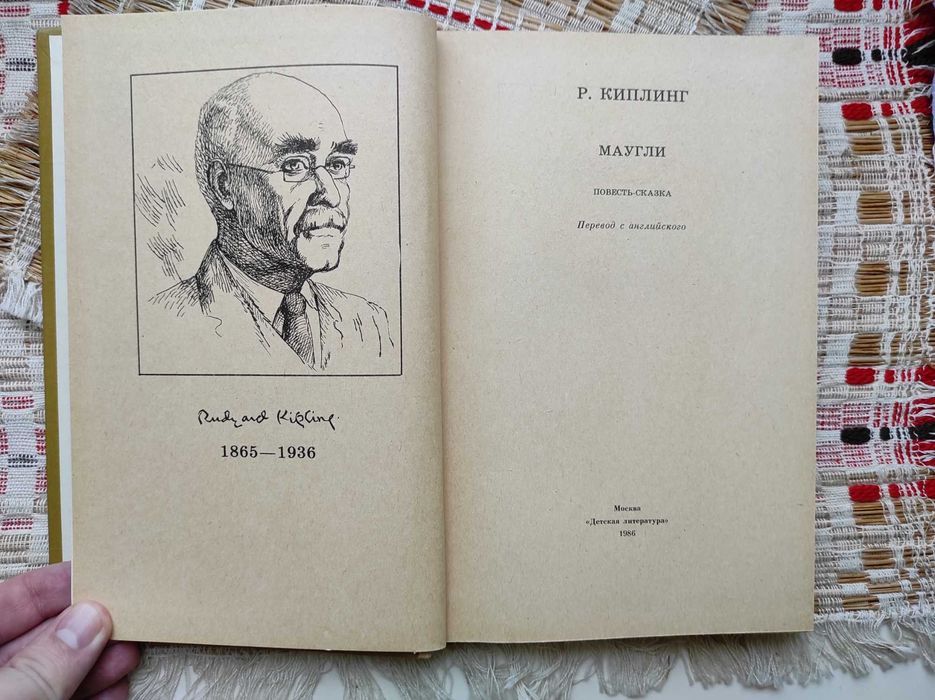 Rudyard Kipling.
1865—1936
Р. КИПЛИНГ
МАУГЛИ
ПОВЕСТЬ-СКАЗКА
Перевод с английского
Москва
«Детская литература»
1986